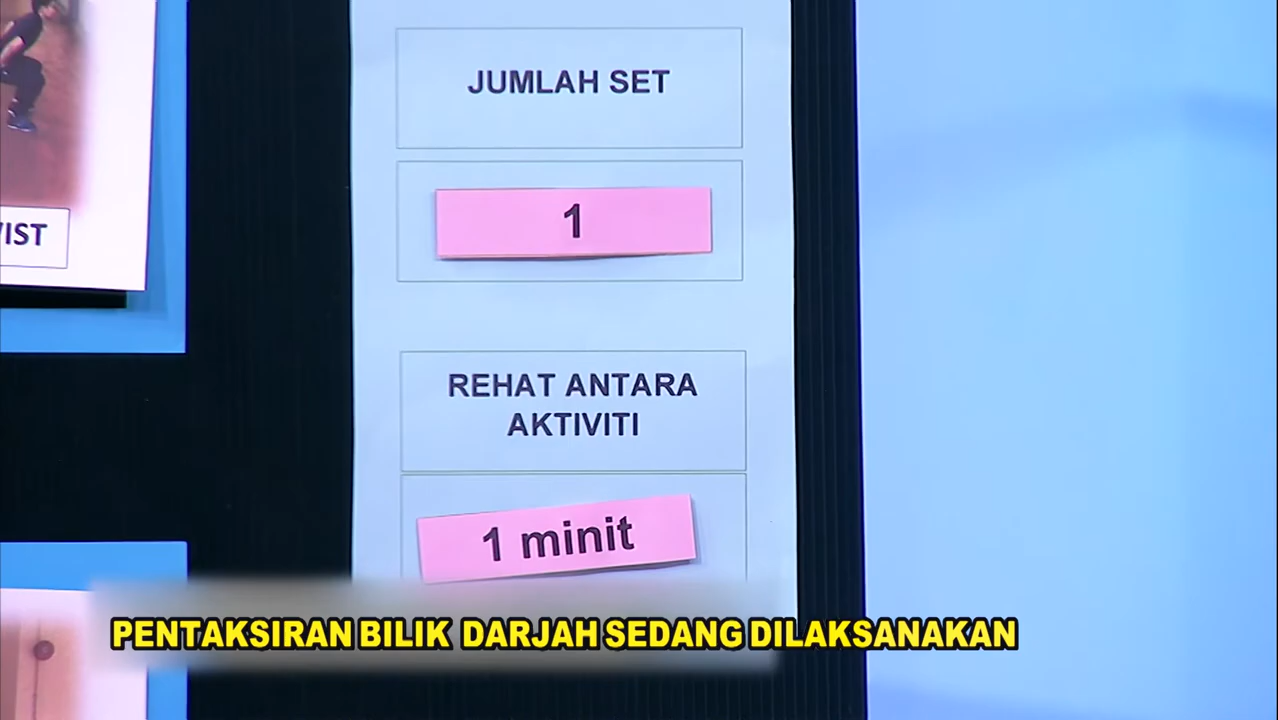 JUMLAH SET
1
REHAT ANTARA
AKTIVITI
1 minit
PENTAKSIRAN BILIK DARJAH SEDANG DILAKSANAKAN